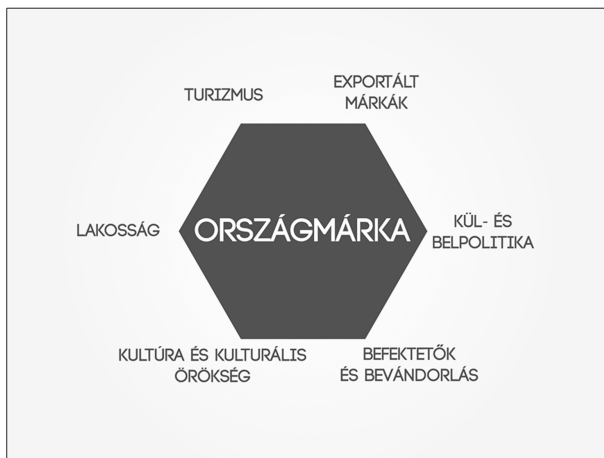 TURIZMUS
EXPORTÁLT
MÁRKÁK
LAKOSSÁG
ORSZÁGMÁRKA
KÜL- ÉS
BELPOLITIKA
KULTÚRA ÉS KULTURÁLIS
ÖRÖKSÉG
BEFEKTETŐK
ÉS BEVÁNDORLÁS